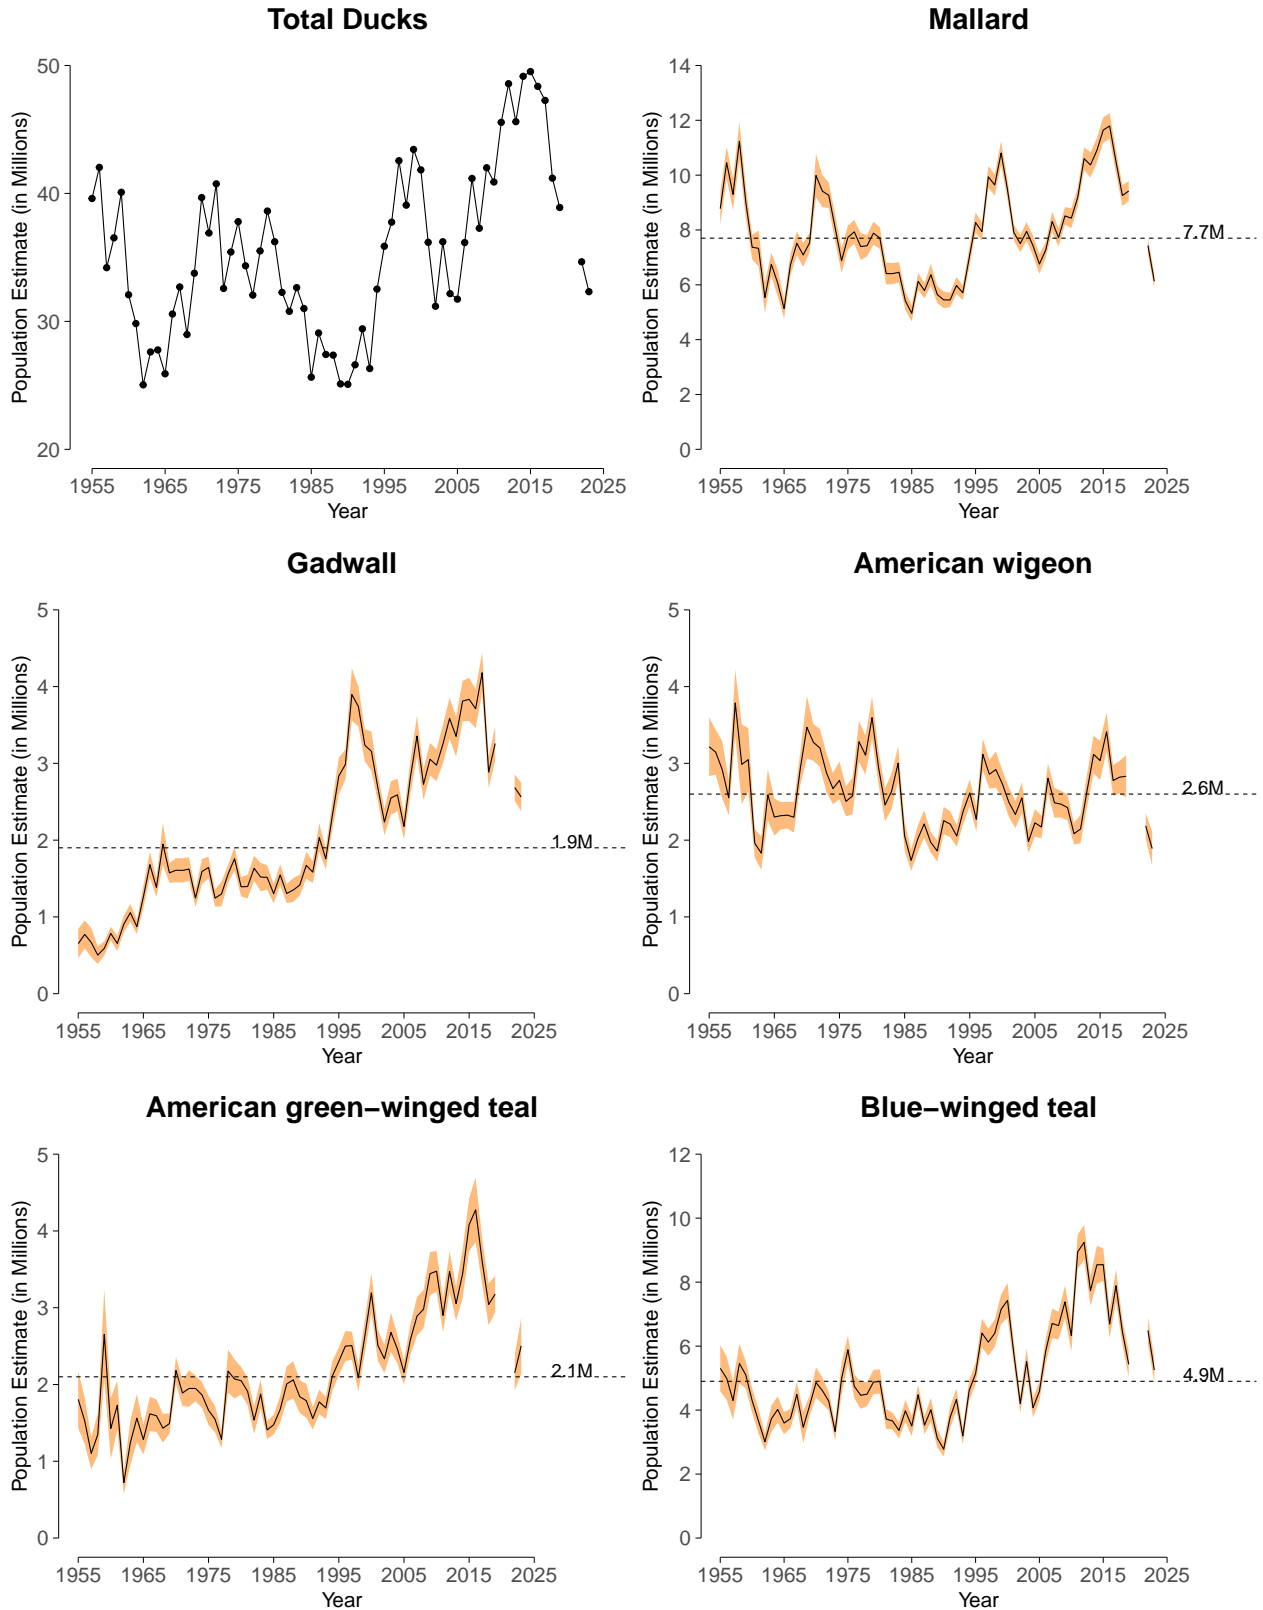 Total Ducks
Population Estimate (in Millions)
50
40
30
20
1955 1965 1975 1985 1995 2005 2015 2025
Year
Mallard
Population Estimate (in Millions)
14
12
10
8
6
4
2
0
7.7M
1955 1965 1975 1985 1995 2005 2015 2025
Year
Gadwall
Population Estimate (in Millions)
5
4
3
2
1
0
1.9M
1955 1965 1975 1985 1995 2005 2015 2025
Year
American wigeon
Population Estimate (in Millions)
5
4
3
2
1
0
2.6M
1955 1965 1975 1985 1995 2005 2015 2025
Year
American green−winged teal
Population Estimate (in Millions)
5
4
3
2
1
0
2.1M
1955 1965 1975 1985 1995 2005 2015 2025
Year
Blue−winged teal
Population Estimate (in Millions)
12
10
8
6
4
2
0
4.9M
1955 1965 1975 1985 1995 2005 2015 2025
Year